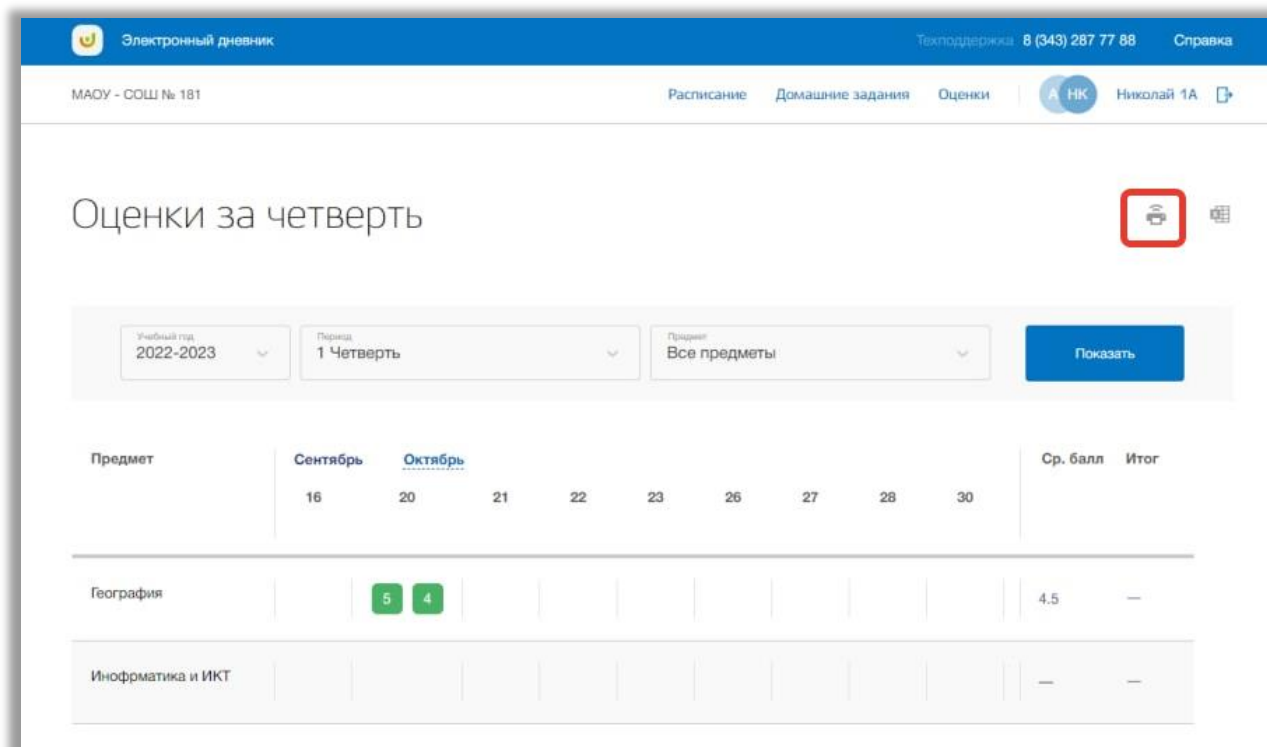 Электронный дневник Техподдержка 8 (343) 287 77 88 Справка
МАОУ - СОШ № 181 Расписание Домашние задания Оценки А НК Николай 1А
Оценки за четверть
Учебный год Период Предмет
2022-2023 1 Четверть Все предметы Показать
Предмет Сентябрь Октябрь Ср. балл Итог
16 20 21 22 23 26 27 28 30
География 5 4 4.5 —
Инофрматика и ИКТ — —